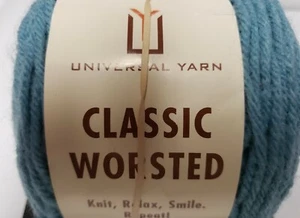 UNIVERSAL YARN
CLASSIC
WORSTED
Knit, Relax, Smile.
Repeat!